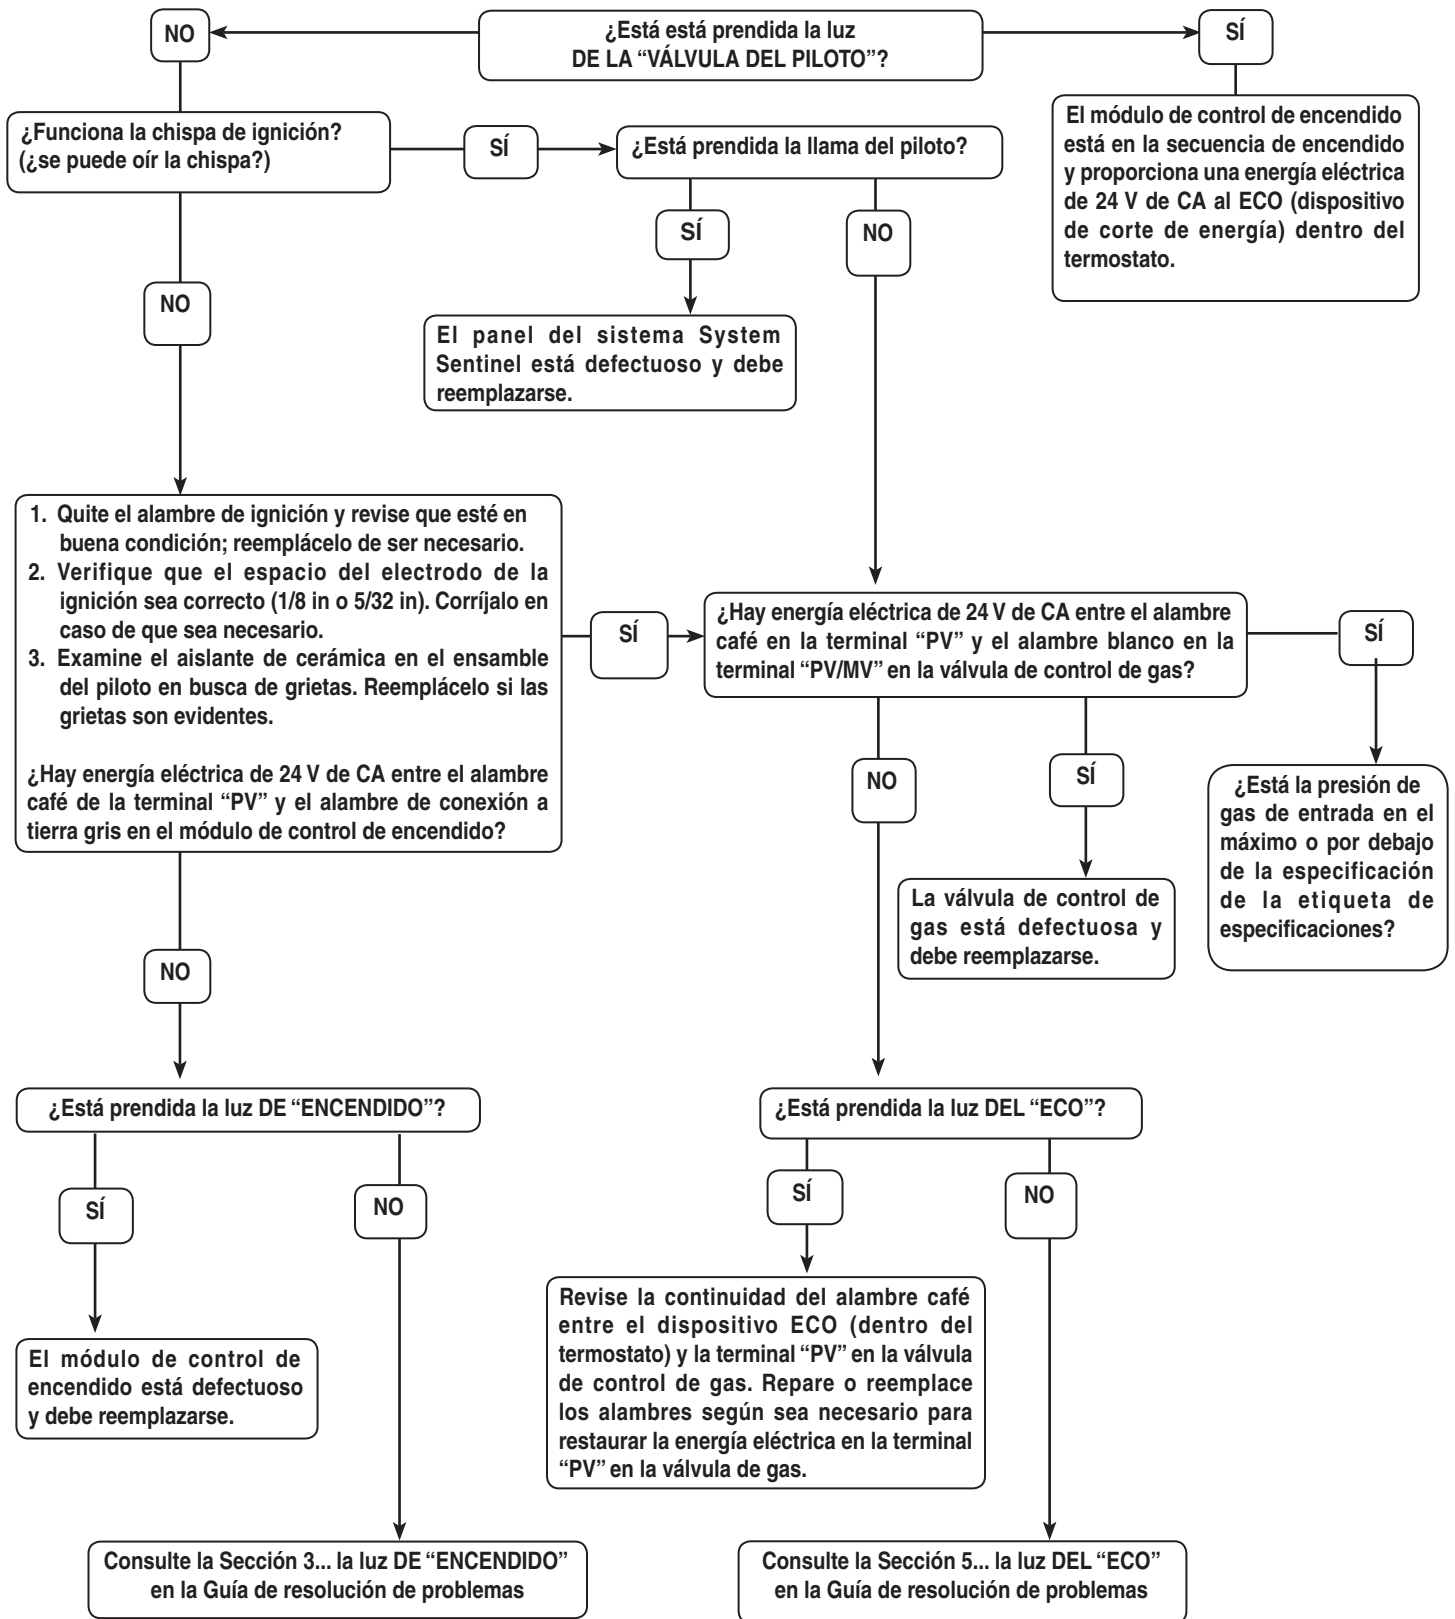 ¿Está está prendida la luz
DE LA “VÁLVULA DEL PILOTO”?
NO
SÍ
El módulo de control de encendido
está en la secuencia de encendido
y proporciona una energía eléctrica
de 24 V de CA al ECO (dispositivo
de corte de energía) dentro del
termostato.
¿Funciona la chispa de ignición?
(¿se puede oír la chispa?)
SÍ
¿Está prendida la llama del piloto?
SÍ
NO
NO
El panel del sistema System
Sentinel está defectuoso y debe
reemplazarse.
1. Quite el alambre de ignición y revise que esté en
buena condición; reemplácelo de ser necesario.
2. Verifique que el espacio del electrodo de la
ignición sea correcto (1/8 in o 5/32 in). Corríjalo en
caso de que sea necesario.
3. Examine el aislante de cerámica en el ensamble
del piloto en busca de grietas. Reemplácelo si las
grietas son evidentes.
¿Hay energía eléctrica de 24 V de CA entre el alambre
café de la terminal “PV” y el alambre de conexión a
tierra gris en el módulo de control de encendido?
SÍ
¿Hay energía eléctrica de 24 V de CA entre el alambre
café en la terminal “PV” y el alambre blanco en la
terminal “PV/MV” en la válvula de control de gas?
SÍ
NO
SÍ
¿Está la presión de
gas de entrada en el
máximo o por debajo
de la especificación
de la etiqueta de
especificaciones?
La válvula de control de
gas está defectuosa y
debe reemplazarse.
NO
¿Está prendida la luz DE “ENCENDIDO”?
¿Está prendida la luz DEL “ECO”?
SÍ
NO
SÍ
NO
El módulo de control de
encendido está defectuoso
y debe reemplazarse.
Revise la continuidad del alambre café
entre el dispositivo ECO (dentro del
termostato) y la terminal “PV” en la válvula
de control de gas. Repare o reemplace
los alambres según sea necesario para
restaurar la energía eléctrica en la terminal
“PV” en la válvula de gas.
Consulte la Sección 3... la luz DE “ENCENDIDO”
en la Guía de resolución de problemas
Consulte la Sección 5... la luz DEL “ECO”
en la Guía de resolución de problemas